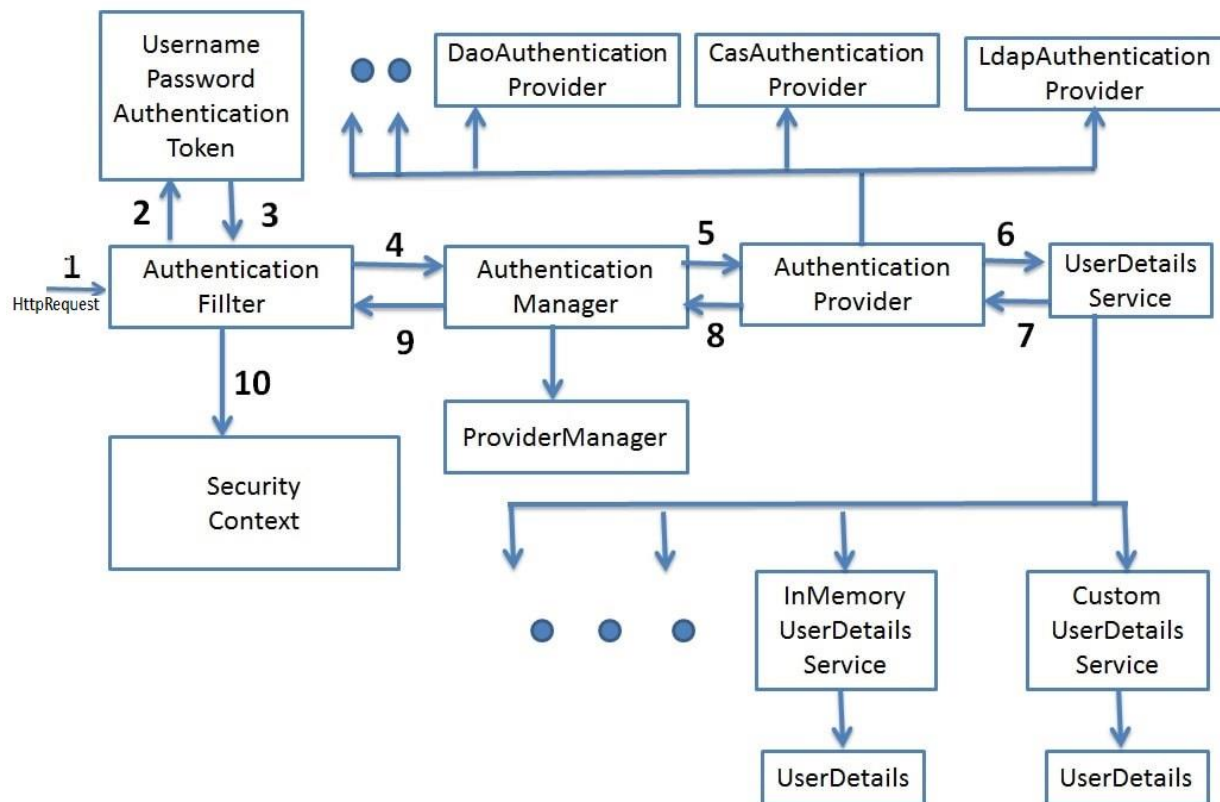 Username
Password
Authentication
Token
DaoAuthentication
Provider
CasAuthentication
Provider
LdapAuthentication
Provider
2
3
1
HttpRequest
Authentication
FiIlter
4
9
Authentication
Manager
5
8
Authentication
Provider
6
7
UserDetails
Service
10
ProviderManager
Security
Context
InMemory
UserDetails
Service
Custom
UserDetails
Service
UserDetails
UserDetails